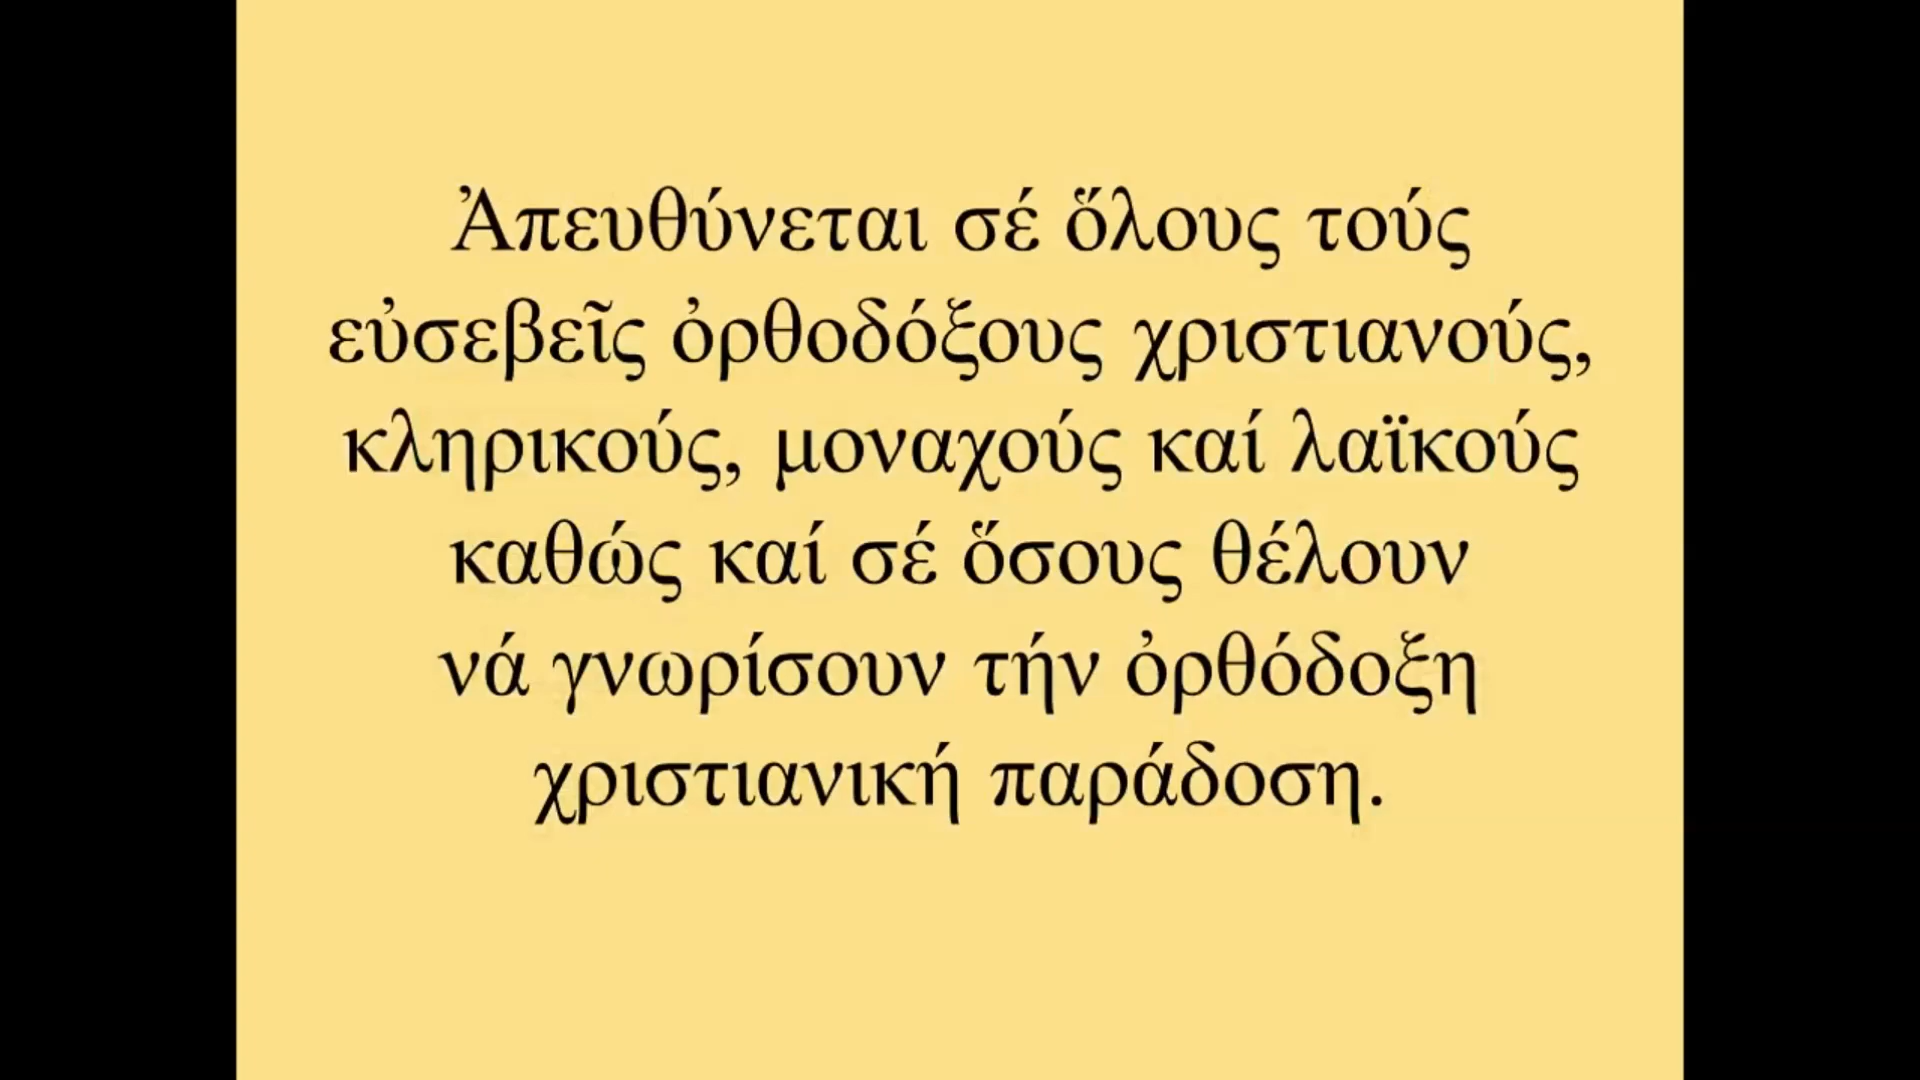 Ἀπευθύνεται σέ ὅλους τούς
εὐσεβεῖς ὀρθοδόξους χριστιανούς,
κληρικούς, μοναχούς καί λαϊκούς
καθώς καί σέ ὅσους θέλουν
νά γνωρίσουν τήν ὀρθόδοξη
χριστιανική παράδοση.